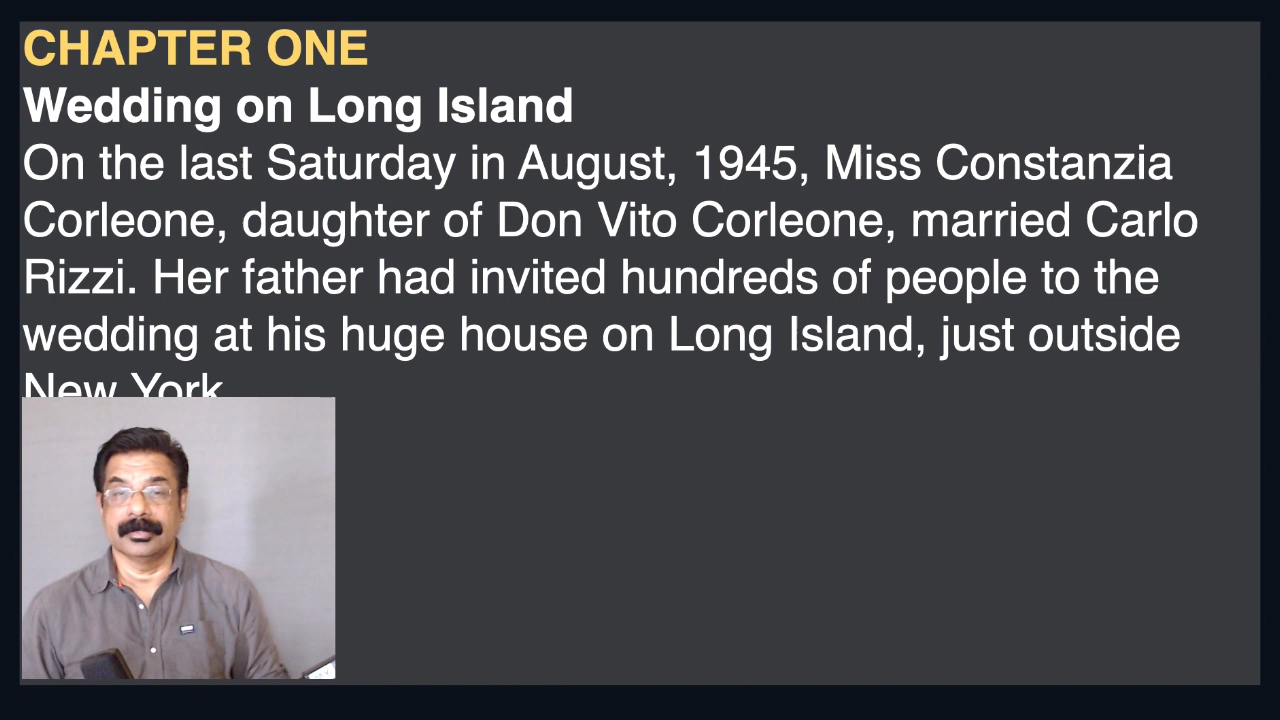 CHAPTER ONE
Wedding on Long Island
On the last Saturday in August, 1945, Miss Constanzia
Corleone, daughter of Don Vito Corleone, married Carlo
Rizzi. Her father had invited hundreds of people to the
wedding at his huge house on Long Island, just outside
New York